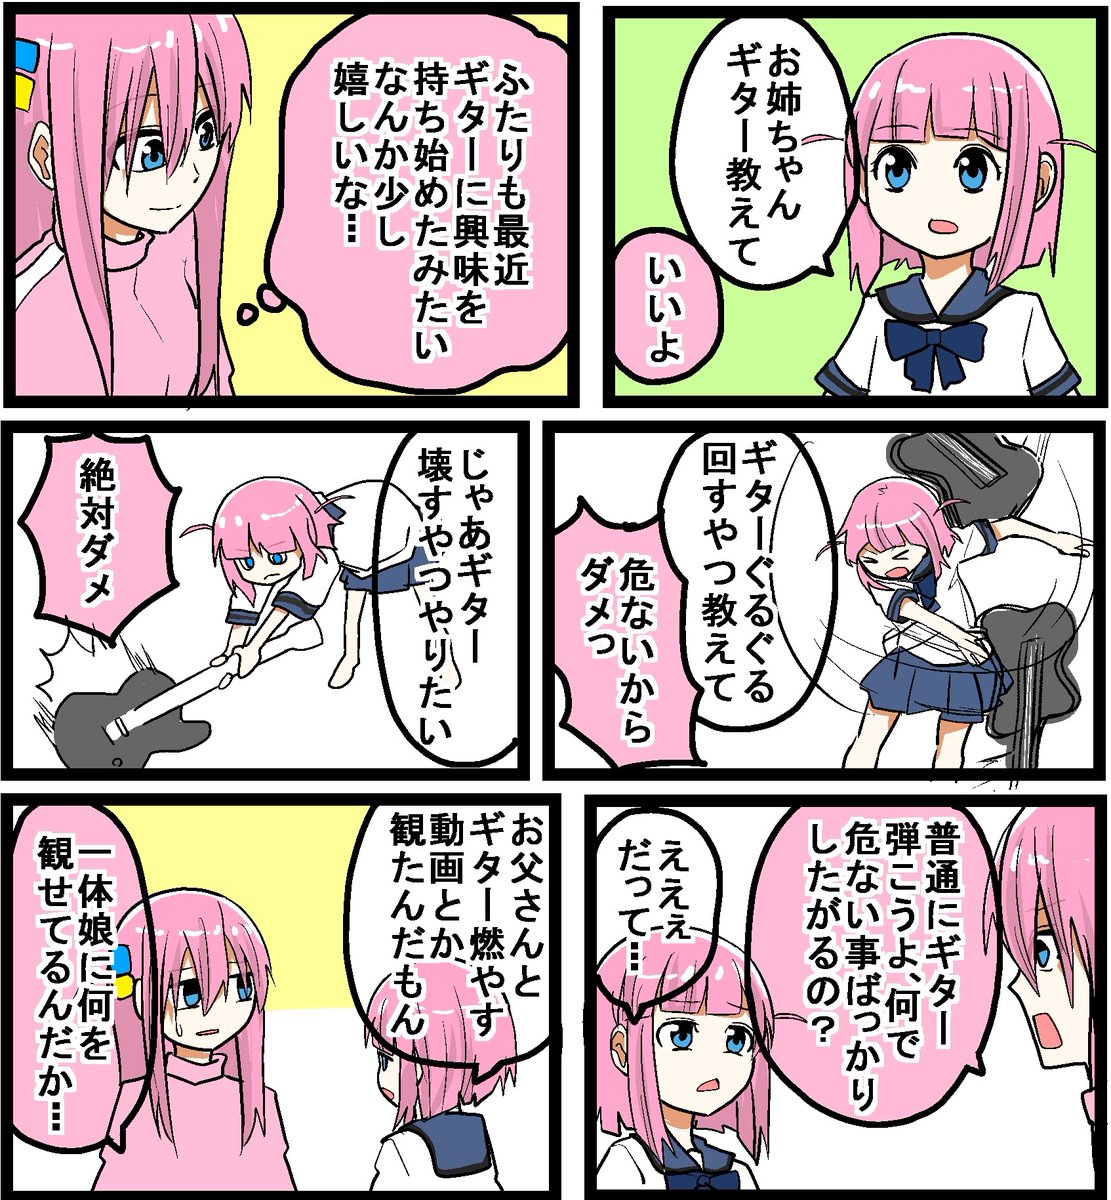 お姉ちゃん
ギター教えて
いいよ
ふたりも最近
ギターに興味を
持ち始めたみたい
なんか少し
嬉しいな…
ギターぐるぐる
回すやつ教えて
危ないから
ダメっ
じゃあギター
壊すやつやりたい
絶対ダメ
普通にギター
弾こうよ、何で
危ない事ばっかり
したがるの？
えええ
だって…
お父さんと
ギター燃やす
動画とか、
観たんだもん
一体娘に何を
観せてるんだか…